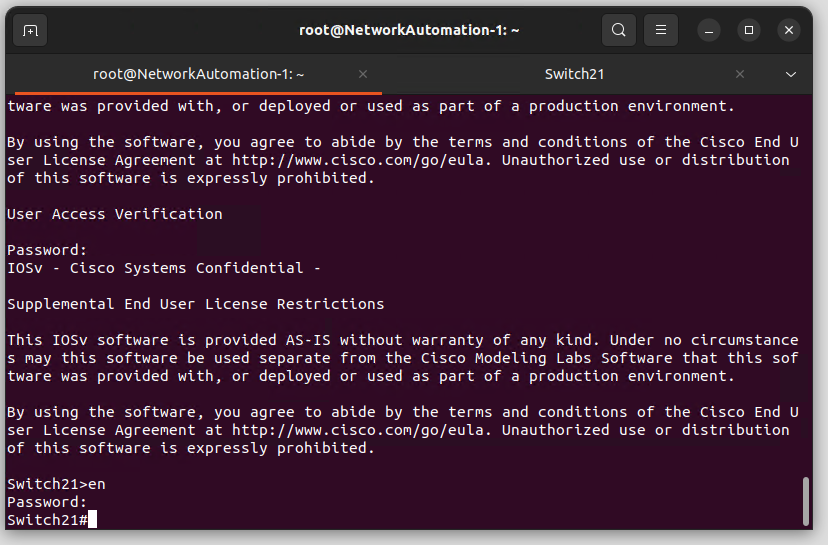 root@NetworkAutomation-1: ~
root@NetworkAutomation-1: ~
Switch21
tware was provided with, or deployed or used as part of a production environment.
By using the software, you agree to abide by the terms and conditions of the Cisco End U
ser License Agreement at http://www.cisco.com/go/eula. Unauthorized use or distribution
of this software is expressly prohibited.
User Access Verification
Password:
IOSv - Cisco Systems Confidential -
Supplemental End User License Restrictions
This IOSv software is provided AS-IS without warranty of any kind. Under no circumstance
s may this software be used separate from the Cisco Modeling Labs Software that this sof
tware was provided with, or deployed or used as part of a production environment.
By using the software, you agree to abide by the terms and conditions of the Cisco End U
ser License Agreement at http://www.cisco.com/go/eula. Unauthorized use or distribution
of this software is expressly prohibited.
Switch21>en
Password:
Switch21#